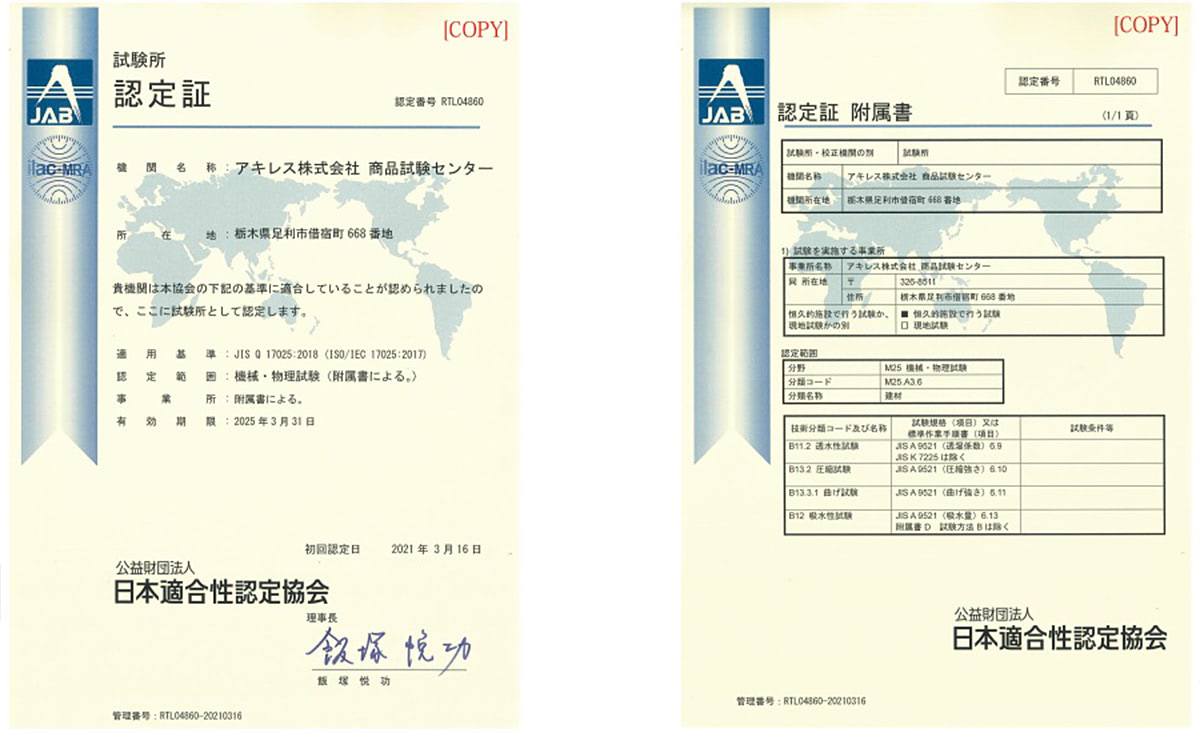 [COPY]
JAB
ilac-MRA
試験所
認定証
認定番号 RTL04860
機関名称：アキレス株式会社 商品試験センター
所在地：栃木県足利市借宿町 668 番地
貴機関は本協会の下記の基準に適合していることが認められましたの
で、ここに試験所として認定します。
適用基準：JIS Q 17025:2018 (ISO/IEC 17025:2017)
認定範囲：機械・物理試験（附属書による。）
事業所：附属書による。
有効期限：2025 年 3 月 31 日
初回認定日 2021 年 3 月 16 日
公益財団法人
日本適合性認定協会
理事長
飯塚 悦功
飯塚悦功
管理番号：RTL04860-20210316
[COPY]
JAB
ilac-MRA
認定番号 RTL04860
認定証 附属書
(1/1 頁)
試験所・校正機関の別 試験所
機関名称 アキレス株式会社 商品試験センター
機関所在地 栃木県足利市借宿町 668 番地
1) 試験を実施する事業所
事業所名称 アキレス株式会社 商品試験センター
同 所在地 〒 326-8511
住所 栃木県足利市借宿町 668 番地
恒久的施設で行う試験か、 ■ 恒久的施設で行う試験
現地試験かの別 □ 現地試験
認定範囲
分野 M25 機械・物理試験
分類コード M25.A3.6
分類名称 建材
技術分類コード及び名称 試験規格（項目）又は 試験条件等
標準作業手順書（項目）
B11.2 透水性試験 JIS A 9521（透湿係数）6.9
JIS K 7225 は除く
B13.2 圧縮試験 JIS A 9521（圧縮強さ）6.10
B13.3.1 曲げ試験 JIS A 9521（曲げ強さ）6.11
B12 吸水性試験 JIS A 9521（吸水量）6.13
附属書 D 試験方法 B は除く
公益財団法人
日本適合性認定協会
管理番号：RTL04860-20210316